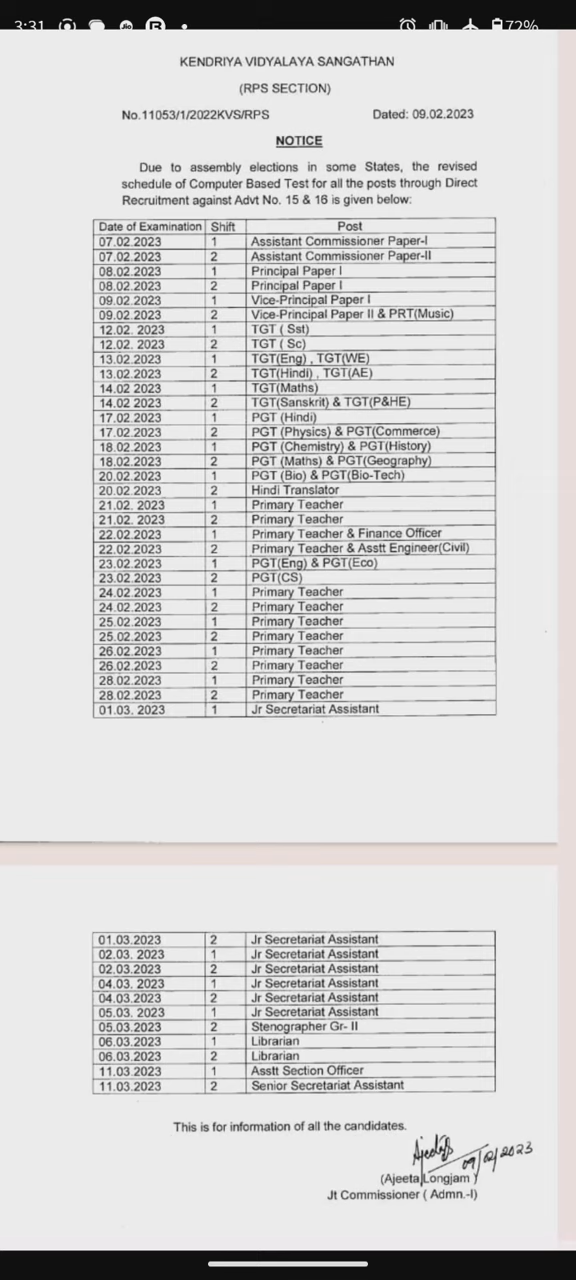 3:31 72%
KENDRIYA VIDYALAYA SANGATHAN
(RPS SECTION)
No.11053/1/2022KVS/RPS Dated: 09.02.2023
NOTICE
Due to assembly elections in some States, the revised
schedule of Computer Based Test for all the posts through Direct
Recruitment against Advt No. 15 & 16 is given below:
Date of Examination Shift Post
07.02.2023 1 Assistant Commissioner Paper-I
07.02.2023 2 Assistant Commissioner Paper-II
08.02.2023 1 Principal Paper I
08.02.2023 2 Principal Paper I
09.02.2023 1 Vice-Principal Paper I
09.02.2023 2 Vice-Principal Paper II & PRT(Music)
12.02. 2023 1 TGT ( Sst)
12.02. 2023 2 TGT ( Sc)
13.02.2023 1 TGT(Eng) , TGT(WE)
13.02.2023 2 TGT(Hindi) , TGT(AE)
14.02 2023 1 TGT(Maths)
14.02 2023 2 TGT(Sanskrit) & TGT(P&HE)
17.02.2023 1 PGT (Hindi)
17.02.2023 2 PGT (Physics) & PGT(Commerce)
18.02.2023 1 PGT (Chemistry) & PGT(History)
18.02.2023 2 PGT (Maths) & PGT(Geography)
20.02.2023 1 PGT (Bio) & PGT(Bio-Tech)
20.02.2023 2 Hindi Translator
21.02. 2023 1 Primary Teacher
21.02. 2023 2 Primary Teacher
22.02.2023 1 Primary Teacher & Finance Officer
22.02.2023 2 Primary Teacher & Asstt Engineer(Civil)
23.02.2023 1 PGT(Eng) & PGT(Eco)
23.02.2023 2 PGT(CS)
24.02.2023 1 Primary Teacher
24.02.2023 2 Primary Teacher
25.02.2023 1 Primary Teacher
25.02.2023 2 Primary Teacher
26.02.2023 1 Primary Teacher
26.02.2023 2 Primary Teacher
28.02.2023 1 Primary Teacher
28.02.2023 2 Primary Teacher
01.03. 2023 1 Jr Secretariat Assistant
01.03.2023 2 Jr Secretariat Assistant
02.03. 2023 1 Jr Secretariat Assistant
02.03.2023 2 Jr Secretariat Assistant
04.03. 2023 1 Jr Secretariat Assistant
04.03.2023 2 Jr Secretariat Assistant
05.03. 2023 1 Jr Secretariat Assistant
05.03.2023 2 Stenographer Gr- II
06.03.2023 1 Librarian
06.03.2023 2 Librarian
11.03.2023 1 Asstt Section Officer
11.03.2023 2 Senior Secretariat Assistant
This is for information of all the candidates.
09/02/2023
(Ajeeta Longjam )
Jt Commissioner ( Admn.-I)